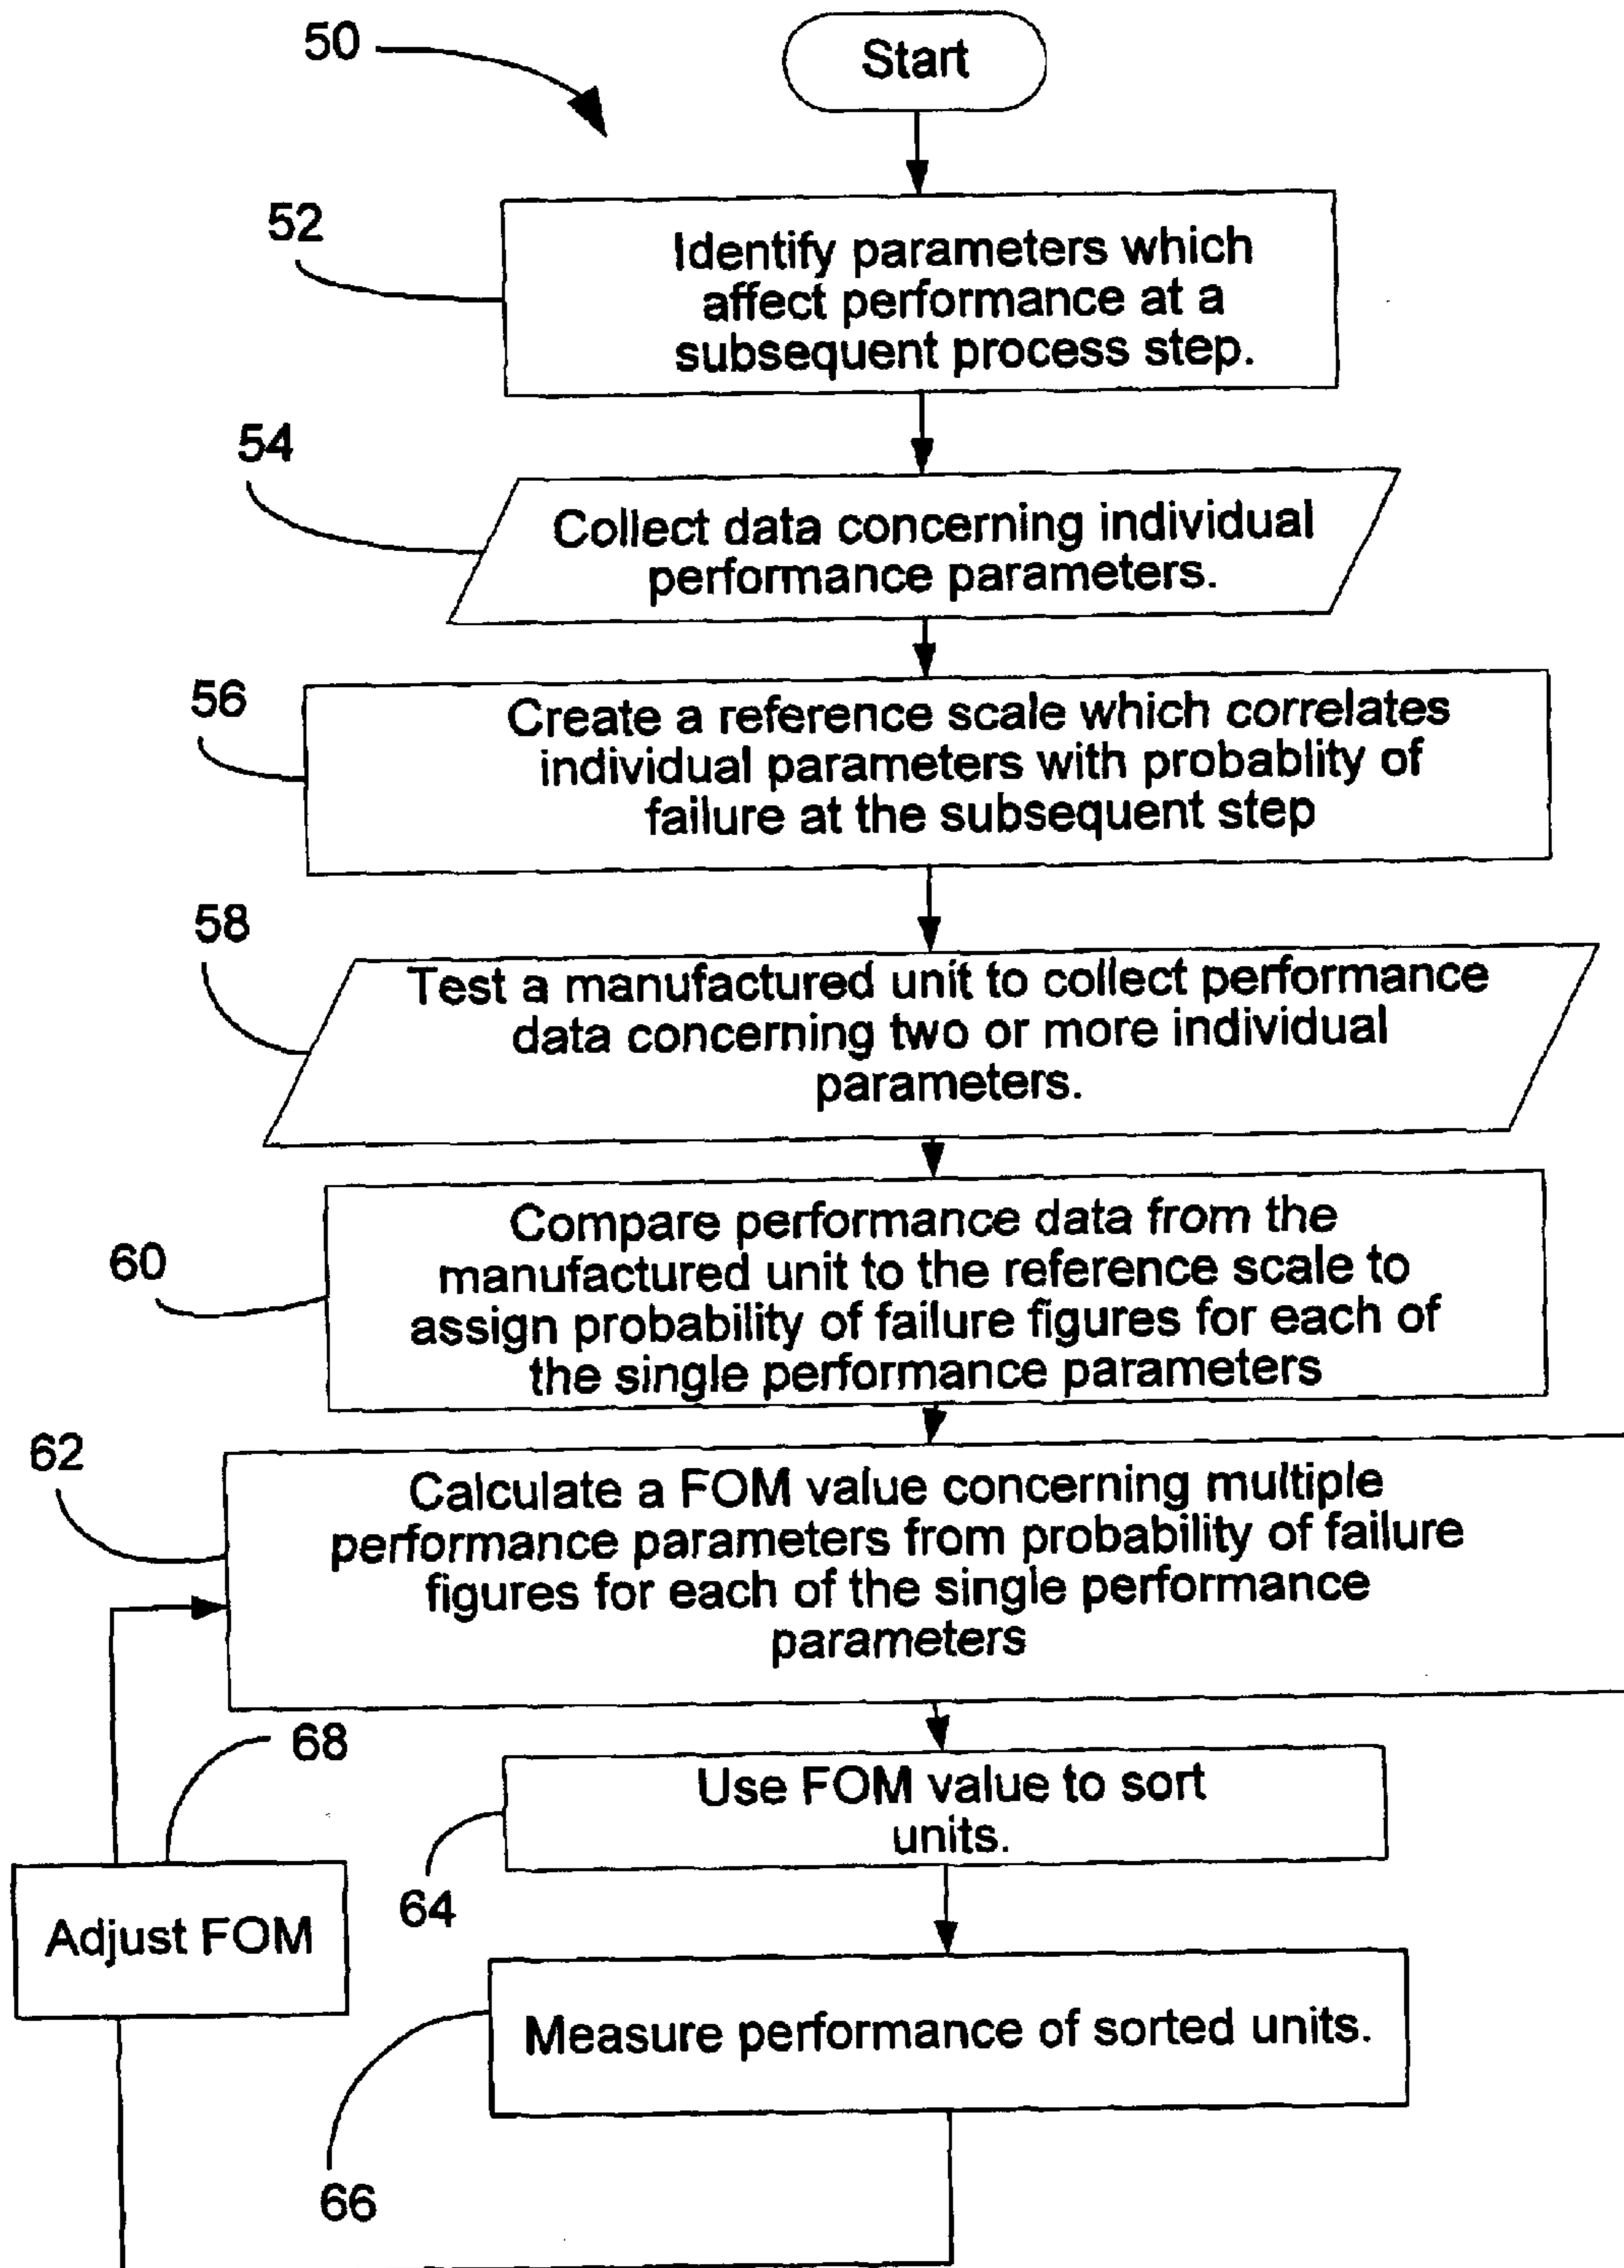 50
Start
52
Identify parameters which
affect performance at a
subsequent process step.
54
Collect data concerning individual
performance parameters.
56
Create a reference scale which correlates
individual parameters with probablity of
failure at the subsequent step
58
Test a manufactured unit to collect performance
data concerning two or more individual
parameters.
60
Compare performance data from the
manufactured unit to the reference scale to
assign probability of failure figures for each of
the single performance parameters
62
Calculate a FOM value concerning multiple
performance parameters from probability of failure
figures for each of the single performance
parameters
68
Use FOM value to sort
units.
64
Adjust FOM
Measure performance of sorted units.
66